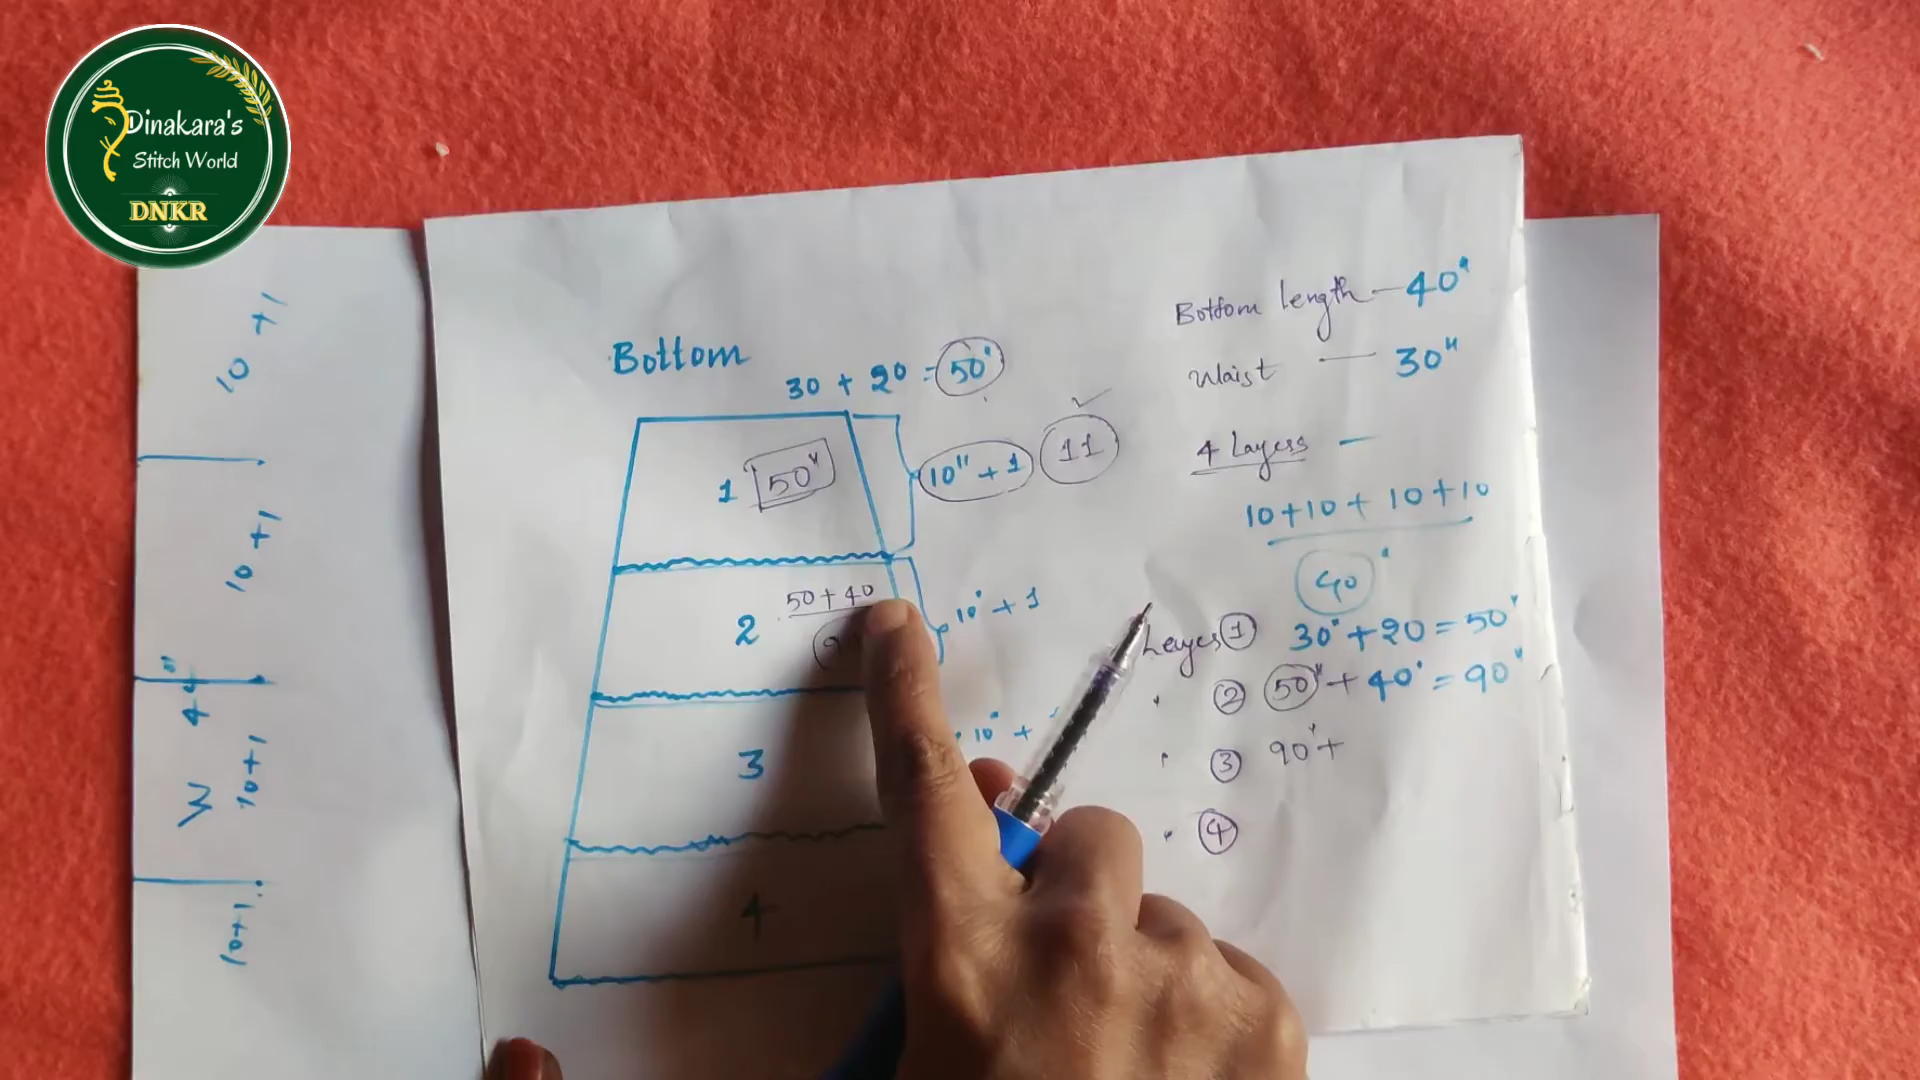 Dinakara's
Stitch World
DNKR
10 +1
10 +1
10+1
10+1
W 44"
Bottom
30 + 20 = 50"
1 50"
10" + 1 11
2 50+40
10" + 1
3
10" +
4
Bottom length - 40"
Waist - 30"
4 Layers -
10+10 + 10+10
40"
Layer 1 30" + 20 = 50"
" 2 50" + 40" = 90"
" 3 90" +
" 4